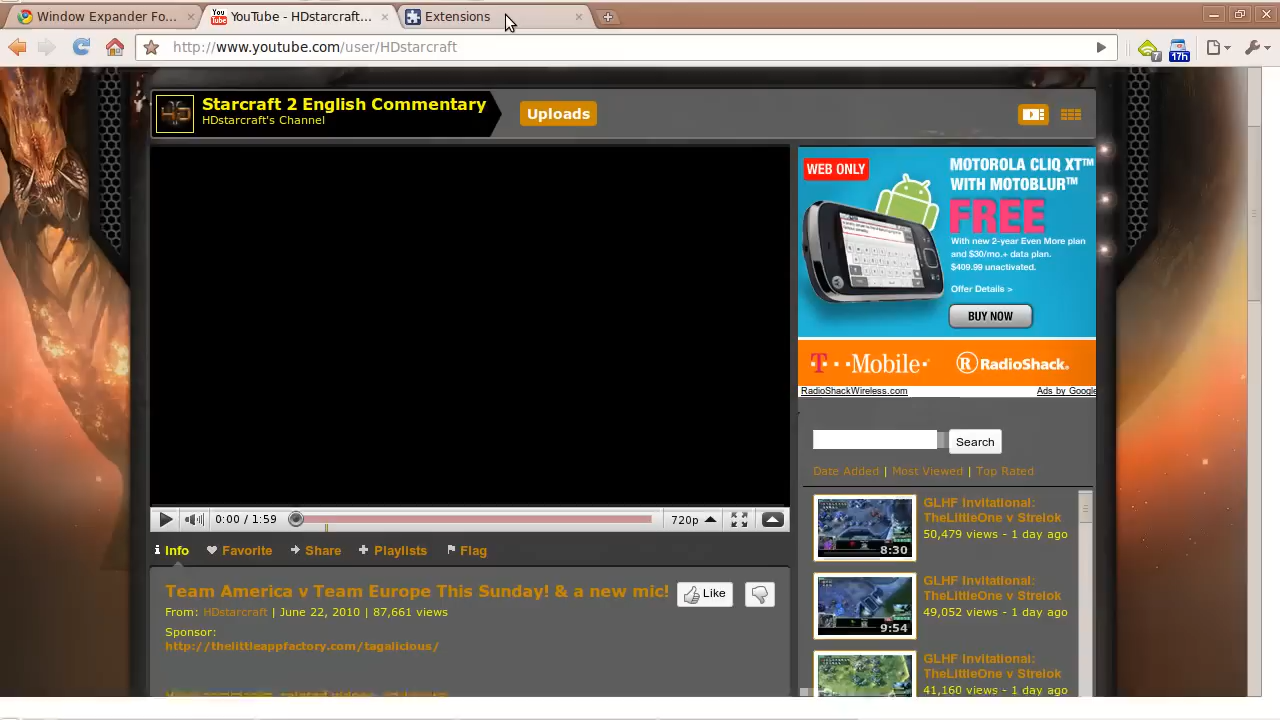 Window Expander Fo...
YouTube - HDstarcraft...
Extensions
http://www.youtube.com/user/HDstarcraft
7
17h
Starcraft 2 English Commentary
HDstarcraft's Channel
Uploads
WEB ONLY
MOTOROLA CLIQ XT™
WITH MOTOBLUR™
FREE
With new 2-year Even More plan
and $30/mo.+ data plan.
$409.99 unactivated.
Offer Details >
BUY NOW
T-Mobile
RadioShack.
RadioShackWireless.com
Ads by Google
Search
Date Added | Most Viewed | Top Rated
GLHF Invitational:
TheLittleOne v Strelok
50,479 views - 1 day ago
8:30
GLHF Invitational:
TheLittleOne v Strelok
49,052 views - 1 day ago
9:54
GLHF Invitational:
TheLittleOne v Strelok
41,160 views - 1 day ago
0:00 / 1:59
720p
Info
Favorite
Share
Playlists
Flag
Team America v Team Europe This Sunday! & a new mic!
Like
From: HDstarcraft | June 22, 2010 | 87,661 views
Sponsor:
http://thelittleappfactory.com/tagalicious/